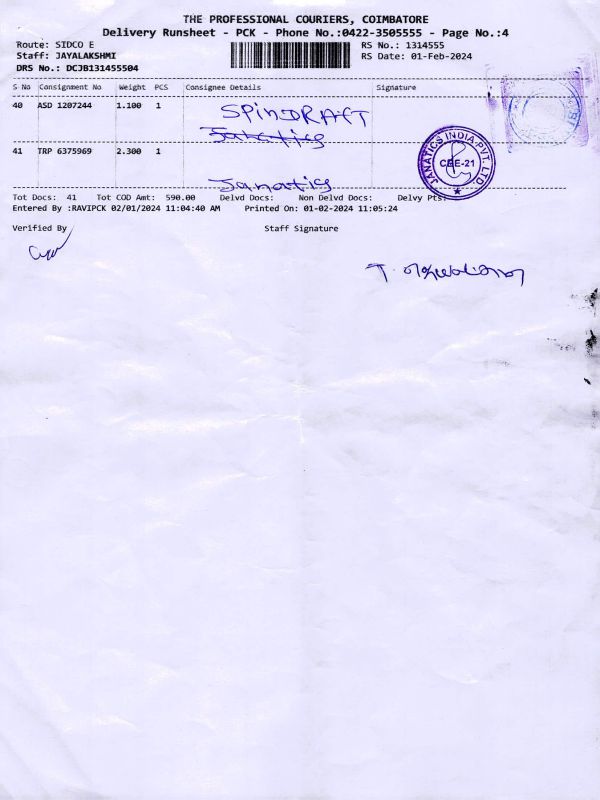 THE PROFESSIONAL COURIERS, COIMBATORE
Delivery Runsheet - PCK - Phone No.:0422-3505555 - Page No.:4
Route: SIDCO E RS No.: 1314555
Staff: JAYALAKSHMI RS Date: 01-Feb-2024
DRS No.: DCJB131455504
S No Consignment No Weight PCS Consignee Details Signature
40 ASD 1207244 1.100 1 SPINDRAFT
Janatics
41 TRP 6375969 2.300 1
Janatics
JANATICS INDIA PVT. LTD
CBE-21
Tot Docs: 41 Tot COD Amt: 590.00 Delvd Docs: Non Delvd Docs: Delvy Pts:
Entered By :RAVIPCK 02/01/2024 11:04:40 AM Printed On: 01-02-2024 11:05:24
Verified By Staff Signature